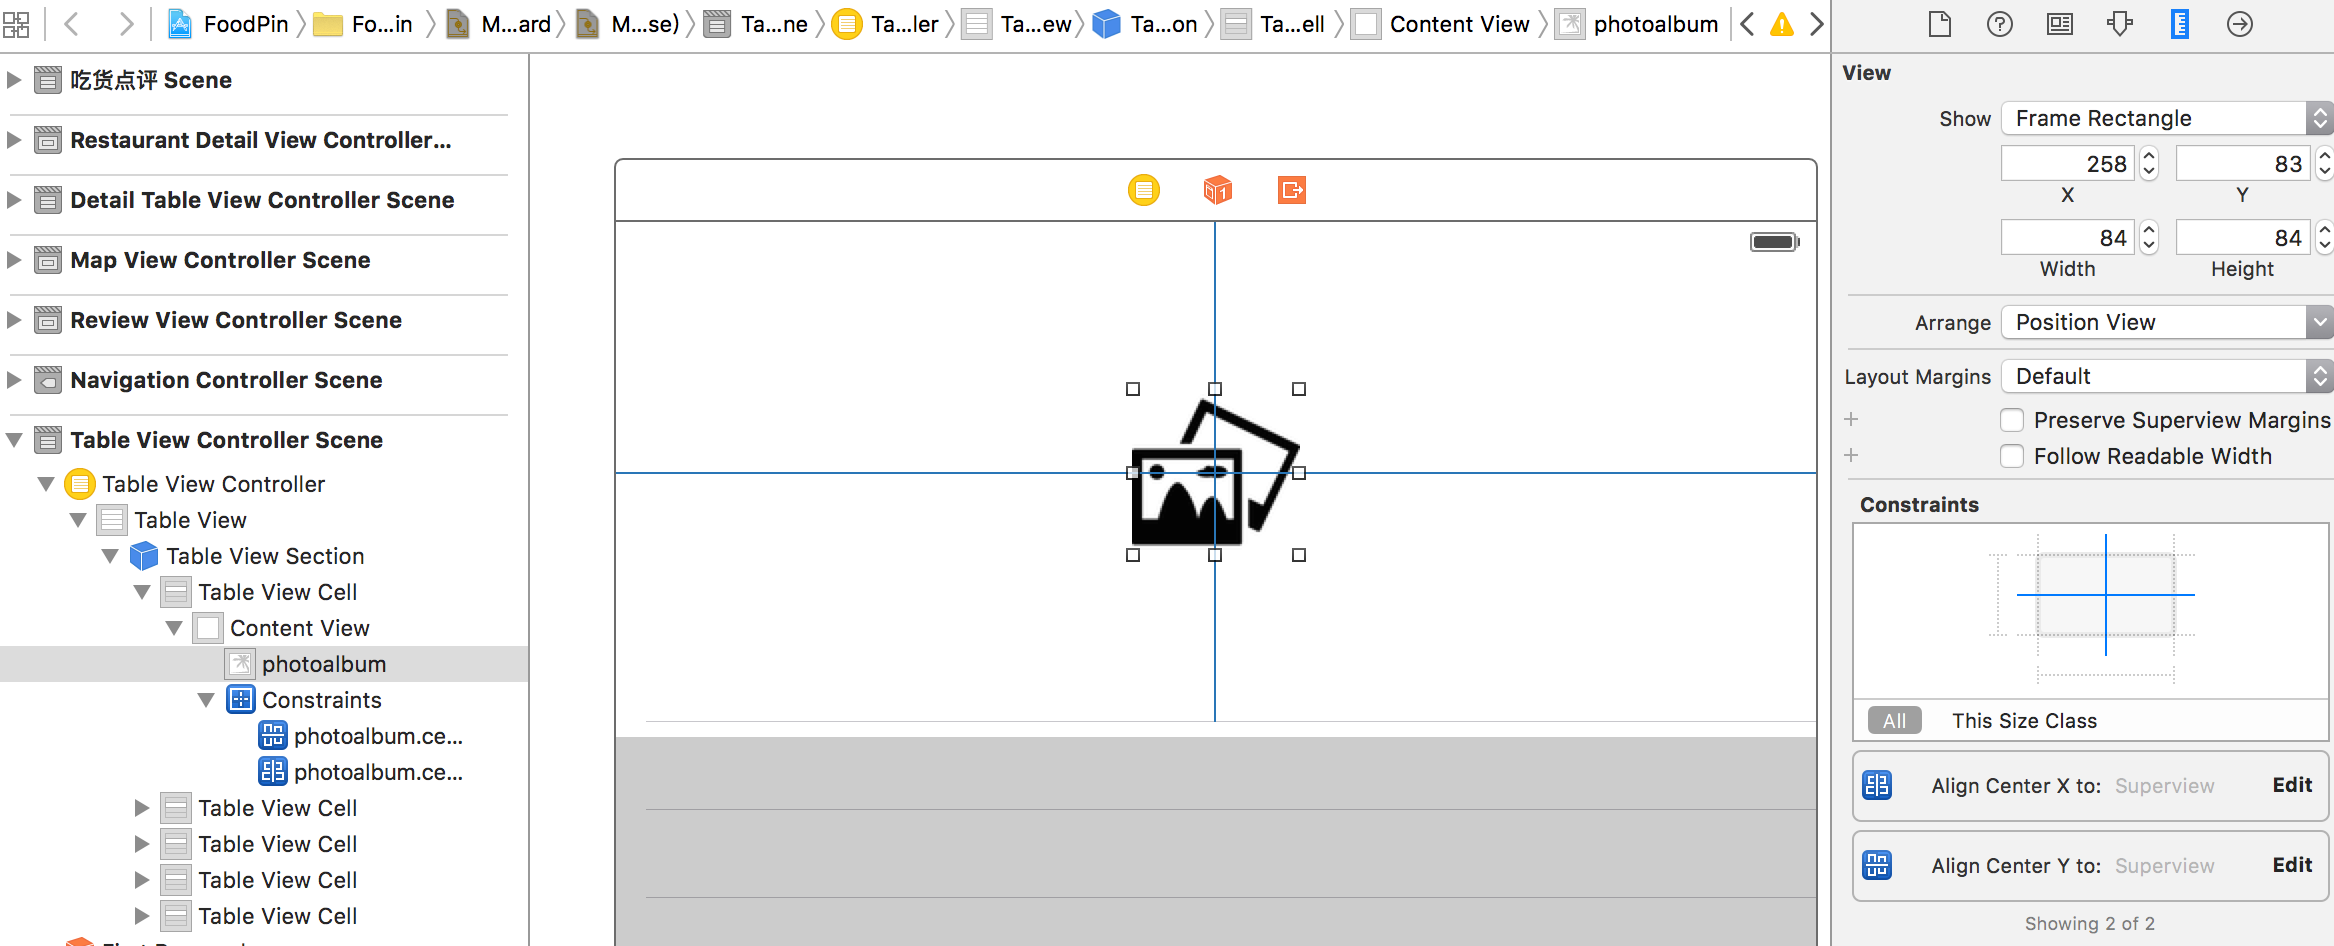 FoodPin Fo...in M...ard M...se) Ta...ne Ta...ler Ta...ew Ta...on Ta...ell Content View photoalbum
吃货点评 Scene
Restaurant Detail View Controller...
Detail Table View Controller Scene
Map View Controller Scene
Review View Controller Scene
Navigation Controller Scene
Table View Controller Scene
Table View Controller
Table View
Table View Section
Table View Cell
Content View
photoalbum
Constraints
photoalbum.ce...
photoalbum.ce...
Table View Cell
Table View Cell
Table View Cell
Table View Cell
1
View
Show Frame Rectangle
258 83
X Y
84 84
Width Height
Arrange Position View
Layout Margins Default
Preserve Superview Margins
Follow Readable Width
Constraints
All This Size Class
Align Center X to: Superview Edit
Align Center Y to: Superview Edit
Showing 2 of 2